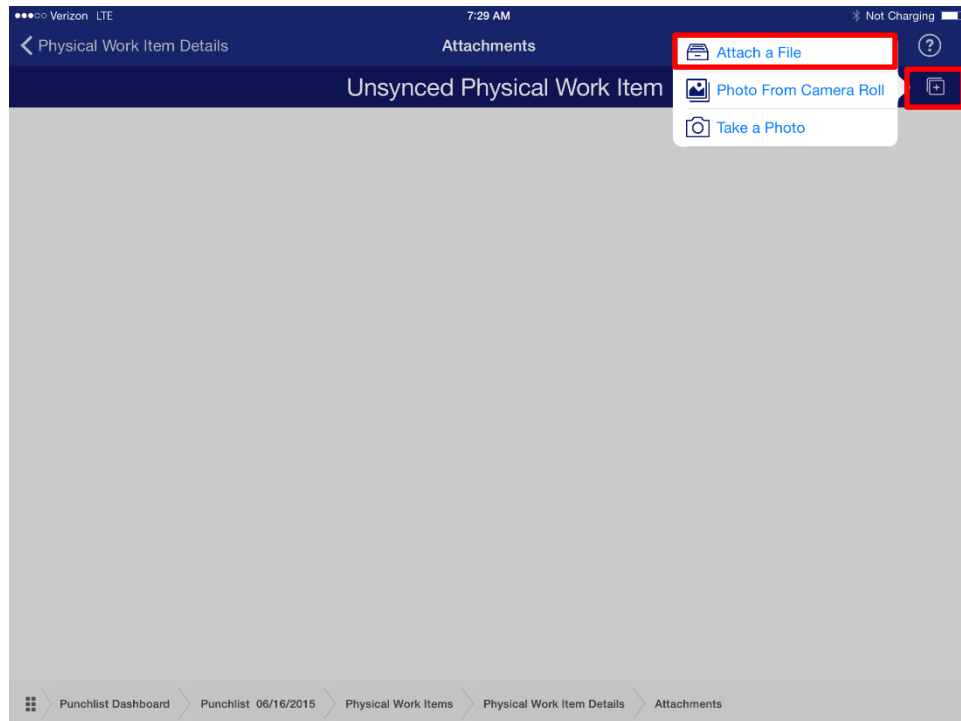 Verizon LTE
7:29 AM
Not Charging
Physical Work Item Details
Attachments
?
Unsynced Physical Work Item
Attach a File
Photo From Camera Roll
Take a Photo
Punchlist Dashboard
Punchlist 06/16/2015
Physical Work Items
Physical Work Item Details
Attachments